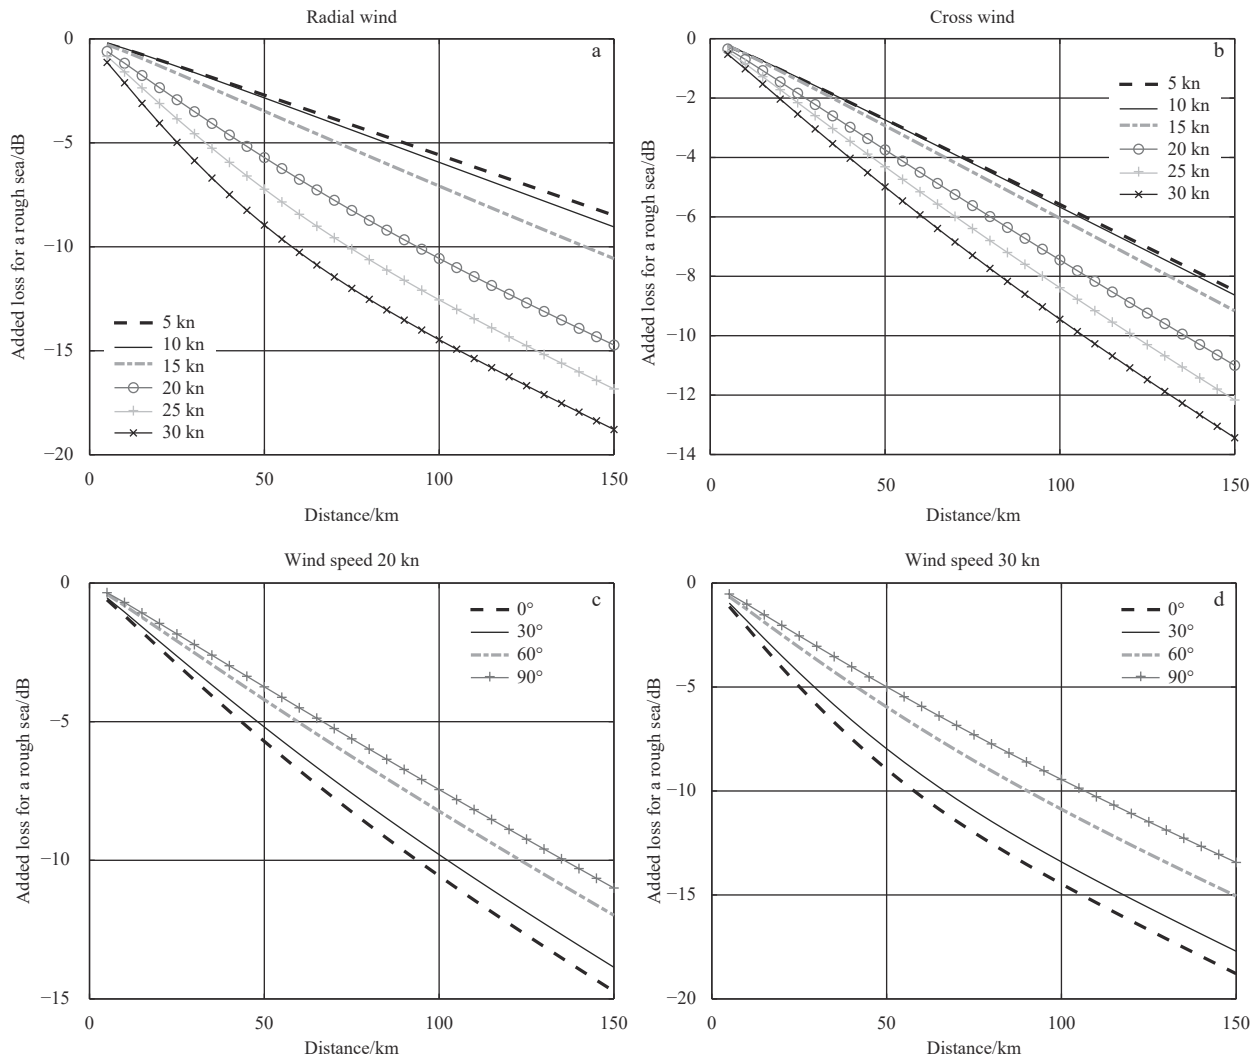 Radial wind
a
0
−5
−10
−15
−20
Added loss for a rough sea/dB
5 kn
10 kn
15 kn
20 kn
25 kn
30 kn
0
50
100
150
Distance/km
Cross wind
b
0
−2
−4
−6
−8
−10
−12
−14
Added loss for a rough sea/dB
5 kn
10 kn
15 kn
20 kn
25 kn
30 kn
0
50
100
150
Distance/km
Wind speed 20 kn
c
0
−5
−10
−15
Added loss for a rough sea/dB
0°
30°
60°
90°
0
50
100
150
Distance/km
Wind speed 30 kn
d
0
−5
−10
−15
−20
Added loss for a rough sea/dB
0°
30°
60°
90°
0
50
100
150
Distance/km